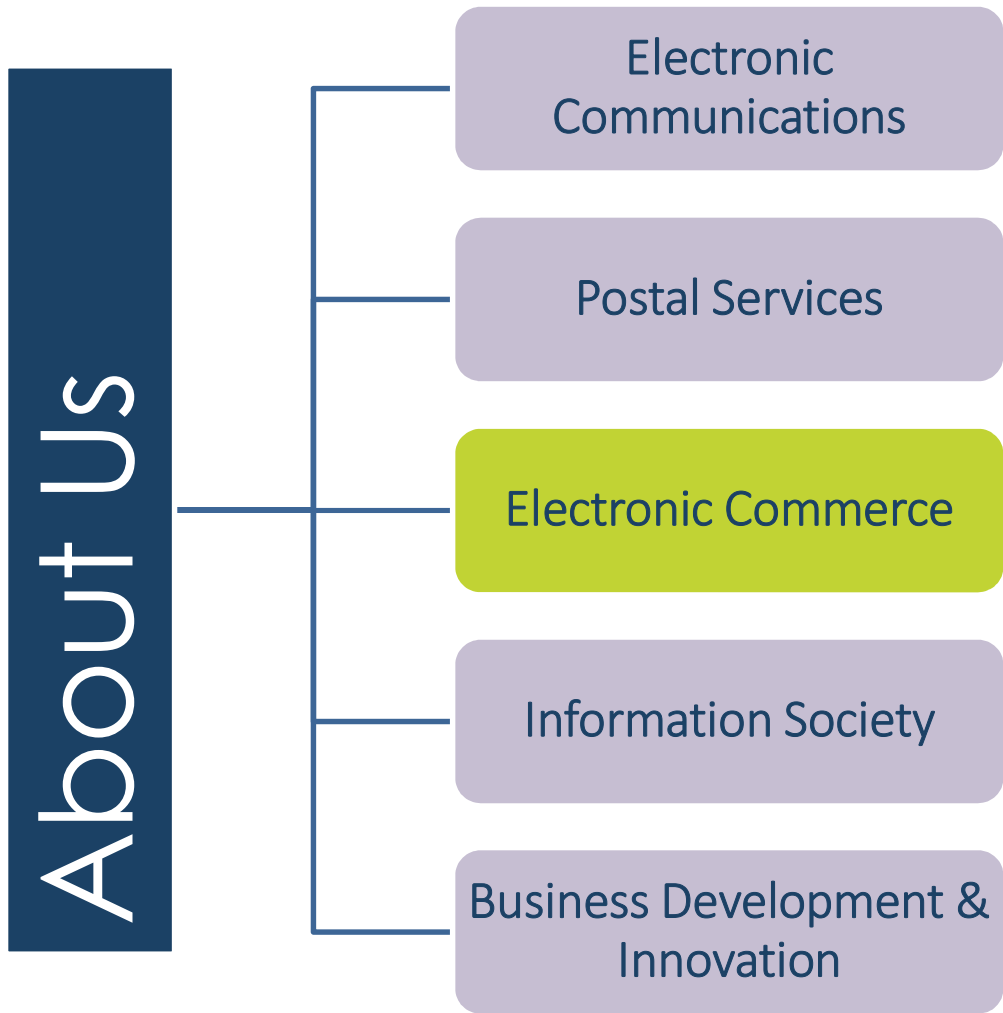 About Us
Electronic
Communications
Postal Services
Electronic Commerce
Information Society
Business Development &
Innovation